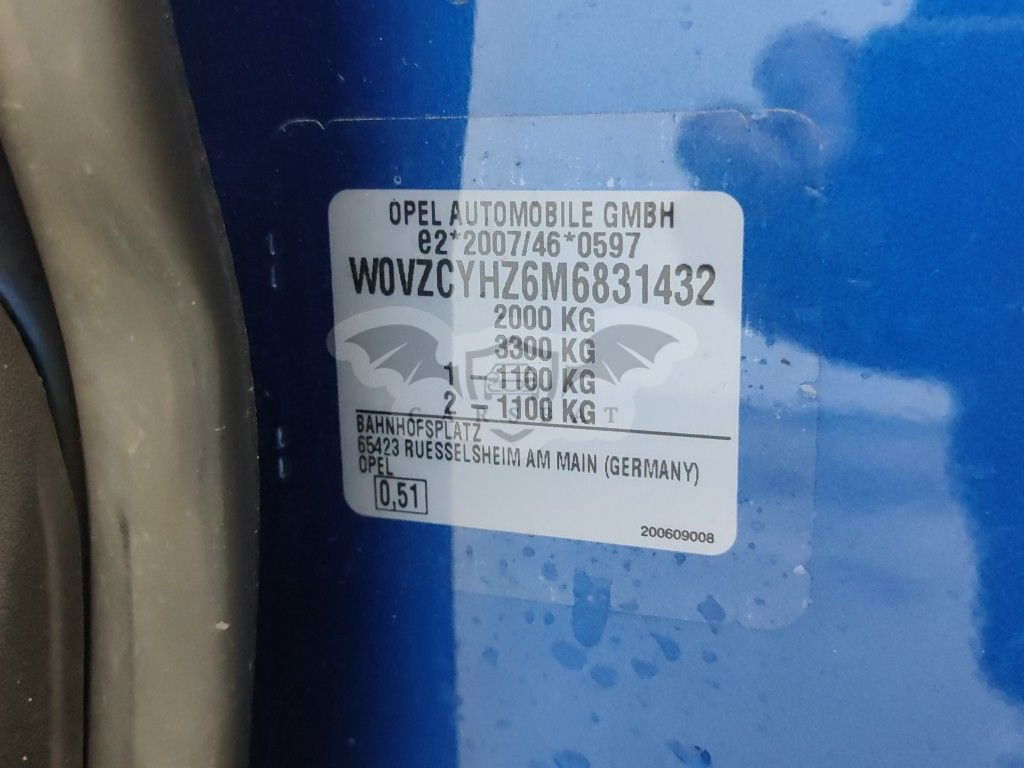 OPEL AUTOMOBILE GMBH
e2*2007/46*0597
W0VZCYHZ6M6831432
2000 KG
3300 KG
1 – 1100 KG
2 – 1100 KG
BAHNHOFSPLATZ
65423 RUESSELSHEIM AM MAIN (GERMANY)
OPEL
0,51
200609008